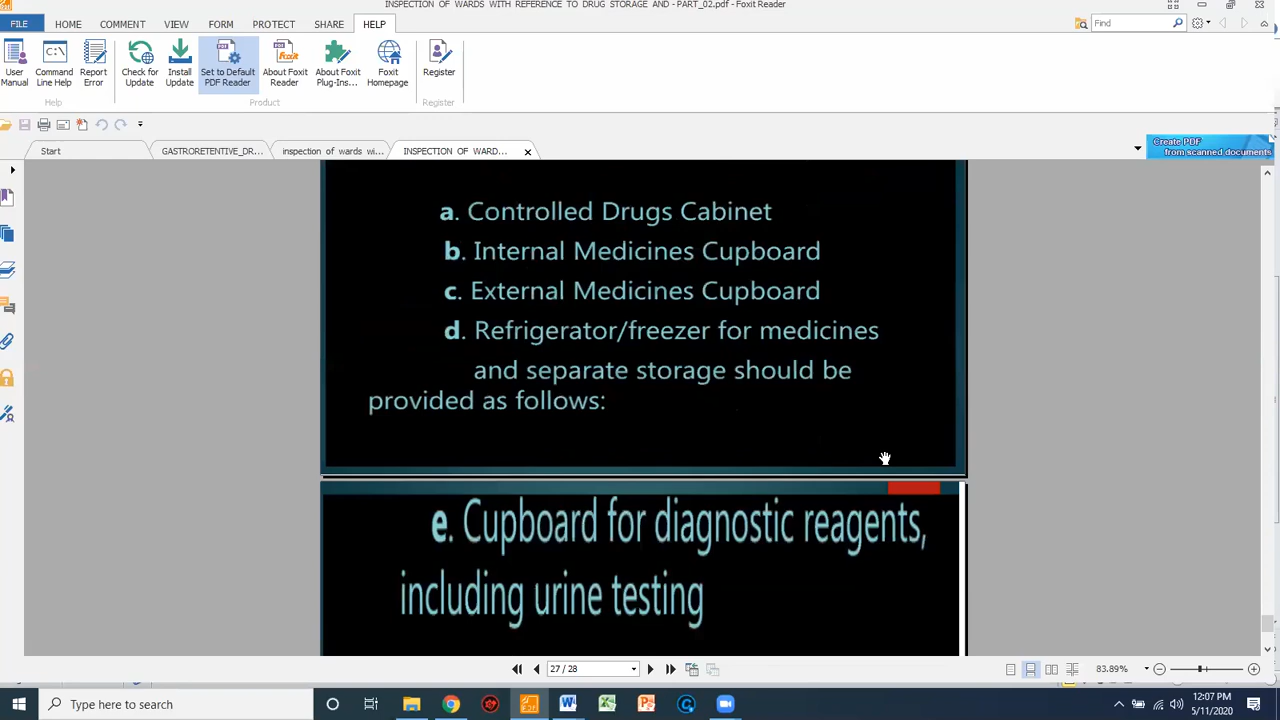 INSPECTION OF WARDS WITH REFERENCE TO DRUG STORAGE AND - PART_02.pdf - Foxit Reader
FILE HOME COMMENT VIEW FORM PROTECT SHARE HELP
Find
User Manual
Command Line Help
Report Error
Check for Update
Install Update
Set to Default PDF Reader
About Foxit Reader
About Foxit Plug-Ins...
Foxit Homepage
Register
Help Product Register
Start GASTRORETENTIVE_DR... inspection of wards wi... INSPECTION OF WARD...
Create PDF
from scanned documents
a. Controlled Drugs Cabinet
b. Internal Medicines Cupboard
c. External Medicines Cupboard
d. Refrigerator/freezer for medicines
and separate storage should be
provided as follows:
e. Cupboard for diagnostic reagents,
including urine testing
27 / 28
83.89%
Type here to search
12:07 PM
5/11/2020